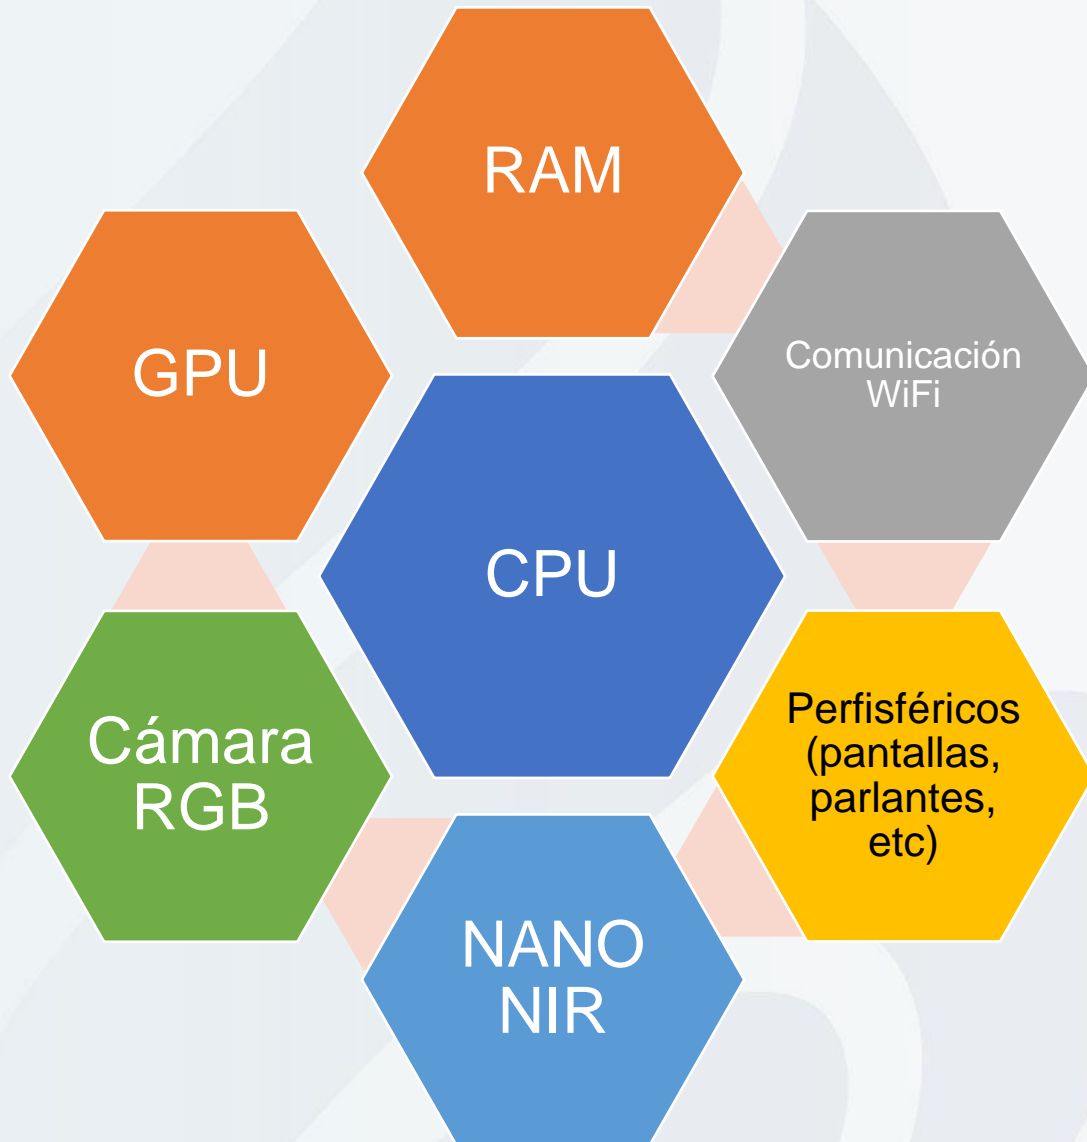 RAM
GPU
Comunicación
WiFi
CPU
Cámara
RGB
Perfisféricos
(pantallas,
parlantes,
etc)
NANO
NIR